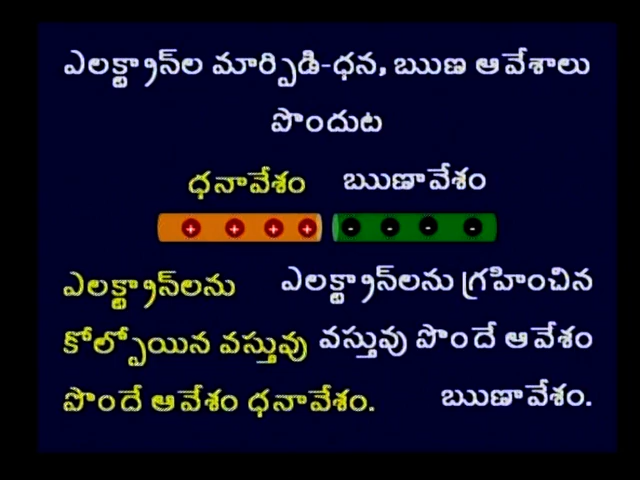 ఎలక్ట్రాన్‌ల మార్పిడి-ధన, ఋణ ఆవేశాలు
పొందుట
ధనావేశం
ఋణావేశం
+ + + +
- - - -
ఎలక్ట్రాన్‌లను
కోల్పోయిన వస్తువు
పొందే ఆవేశం ధనావేశం.
ఎలక్ట్రాన్‌లను గ్రహించిన
వస్తువు పొందే ఆవేశం
ఋణావేశం.